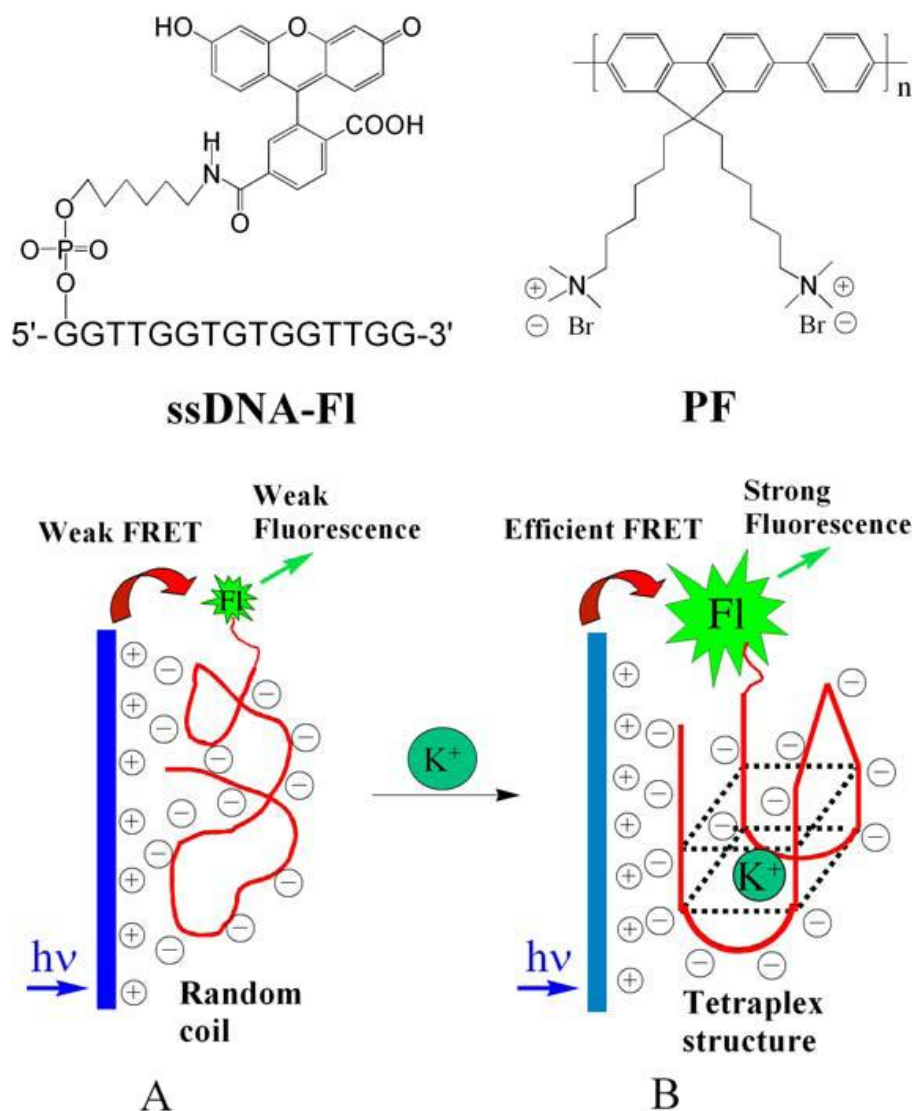 HO
O
O
COOH
H
N
O
O
O-P=O
O
5'-GGTTGGTGTGGTTGG-3'
ssDNA-Fl
n
N
+
N
+
−
Br
Br
−
PF
Weak FRET
Weak
Fluorescence
Fl
K+
hν
Random
coil
A
Efficient FRET
Strong
Fluorescence
Fl
K+
hν
Tetraplex
structure
B